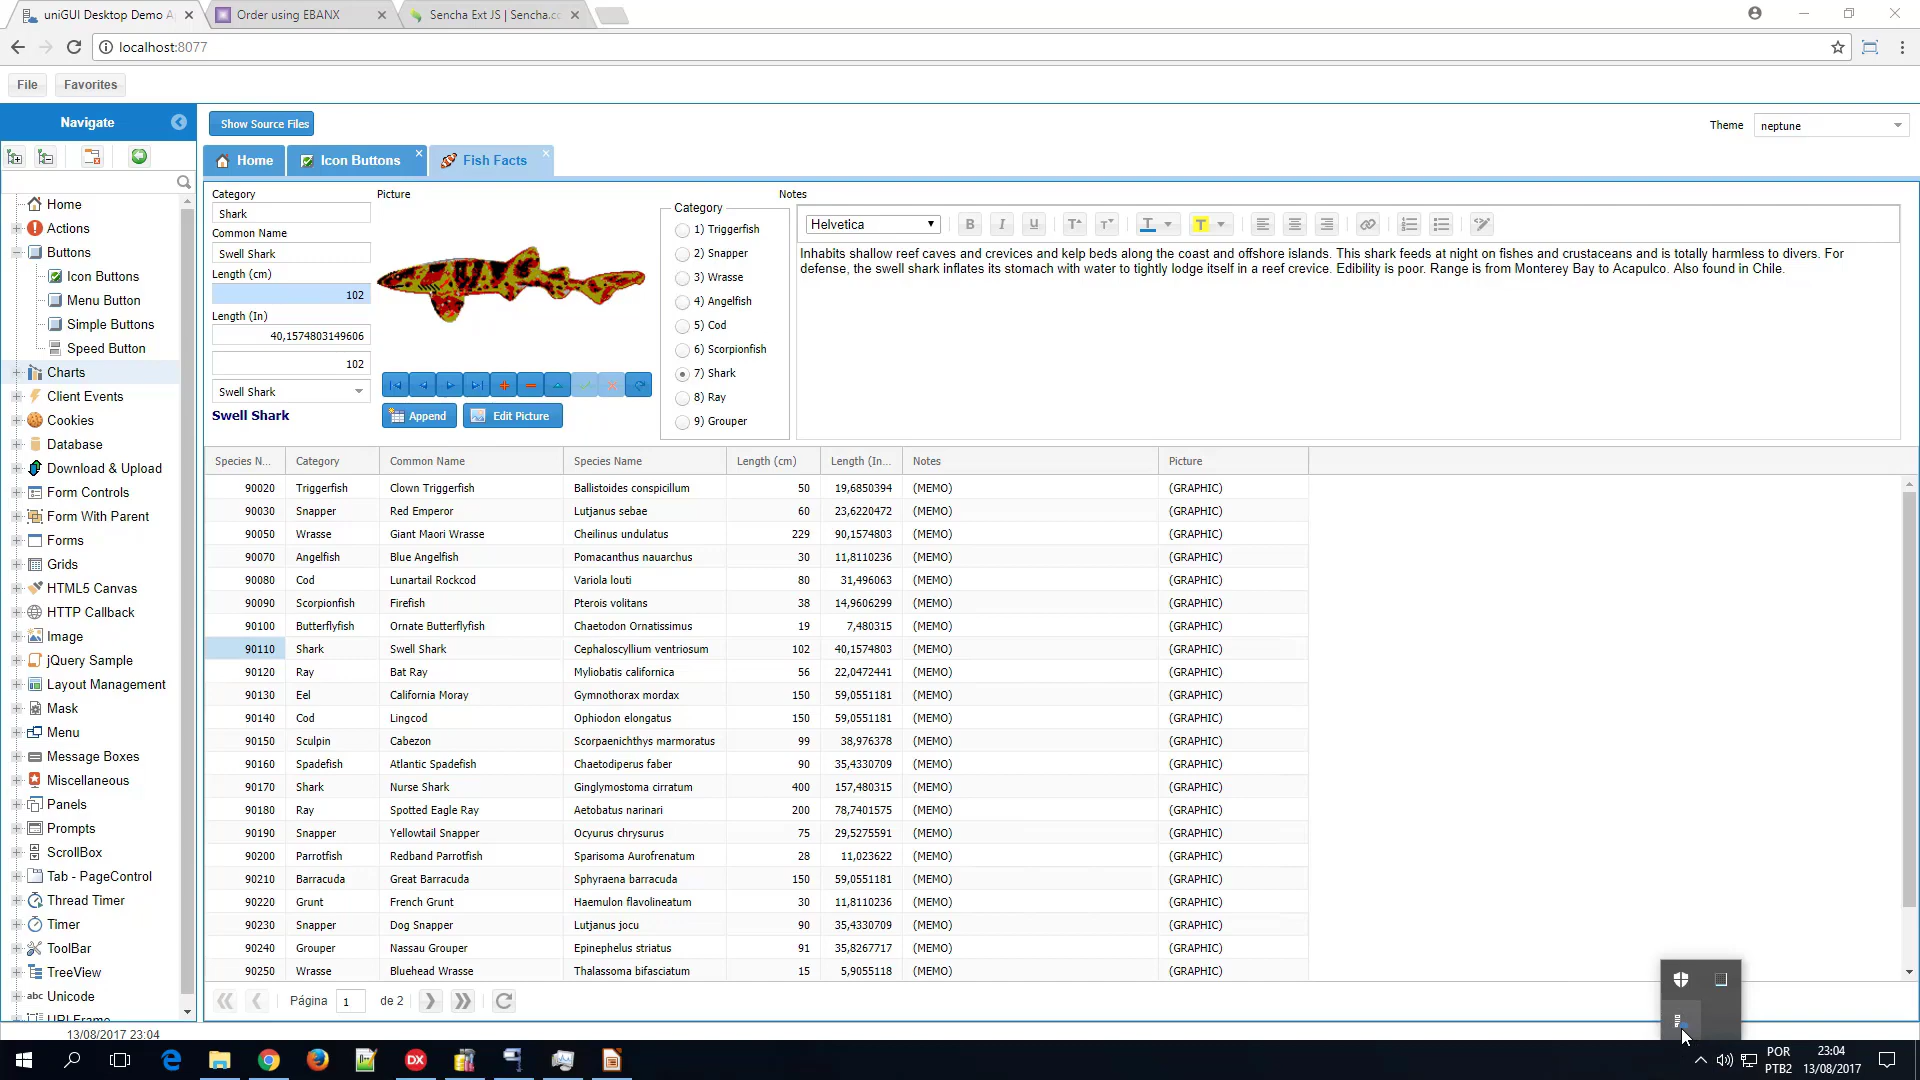 uniGUI Desktop Demo A
Order using EBANX
Sencha Ext JS | Sencha.c
localhost:8077
File
Favorites
Navigate
Show Source Files
Theme
neptune
Home
Icon Buttons
Fish Facts
Home
Actions
Buttons
Icon Buttons
Menu Button
Simple Buttons
Speed Button
Charts
Client Events
Cookies
Database
Download & Upload
Form Controls
Form With Parent
Forms
Grids
HTML5 Canvas
HTTP Callback
Image
jQuery Sample
Layout Management
Mask
Menu
Message Boxes
Miscellaneous
Panels
Prompts
ScrollBox
Tab - PageControl
Thread Timer
Timer
ToolBar
TreeView
abc Unicode
URLFrame
13/08/2017 23:04
Category
Shark
Common Name
Swell Shark
Length (cm)
102
Length (In)
40,1574803149606
102
Swell Shark
Swell Shark
Picture
Append
Edit Picture
Category
1) Triggerfish
2) Snapper
3) Wrasse
4) Angelfish
5) Cod
6) Scorpionfish
7) Shark
8) Ray
9) Grouper
Notes
Helvetica
B I U T T T T
Inhabits shallow reef caves and crevices and kelp beds along the coast and offshore islands. This shark feeds at night on fishes and crustaceans and is totally harmless to divers. For
defense, the swell shark inflates its stomach with water to tightly lodge itself in a reef crevice. Edibility is poor. Range is from Monterey Bay to Acapulco. Also found in Chile.
Species N... Category Common Name Species Name Length (cm) Length (In... Notes Picture
90020 Triggerfish Clown Triggerfish Ballistoides conspicillum 50 19,6850394 (MEMO) (GRAPHIC)
90030 Snapper Red Emperor Lutjanus sebae 60 23,6220472 (MEMO) (GRAPHIC)
90050 Wrasse Giant Maori Wrasse Cheilinus undulatus 229 90,1574803 (MEMO) (GRAPHIC)
90070 Angelfish Blue Angelfish Pomacanthus nauarchus 30 11,8110236 (MEMO) (GRAPHIC)
90080 Cod Lunartail Rockcod Variola louti 80 31,496063 (MEMO) (GRAPHIC)
90090 Scorpionfish Firefish Pterois volitans 38 14,9606299 (MEMO) (GRAPHIC)
90100 Butterflyfish Ornate Butterflyfish Chaetodon Ornatissimus 19 7,480315 (MEMO) (GRAPHIC)
90110 Shark Swell Shark Cephaloscyllium ventriosum 102 40,1574803 (MEMO) (GRAPHIC)
90120 Ray Bat Ray Myliobatis californica 56 22,0472441 (MEMO) (GRAPHIC)
90130 Eel California Moray Gymnothorax mordax 150 59,0551181 (MEMO) (GRAPHIC)
90140 Cod Lingcod Ophiodon elongatus 150 59,0551181 (MEMO) (GRAPHIC)
90150 Sculpin Cabezon Scorpaenichthys marmoratus 99 38,976378 (MEMO) (GRAPHIC)
90160 Spadefish Atlantic Spadefish Chaetodiperus faber 90 35,4330709 (MEMO) (GRAPHIC)
90170 Shark Nurse Shark Ginglymostoma cirratum 400 157,480315 (MEMO) (GRAPHIC)
90180 Ray Spotted Eagle Ray Aetobatus narinari 200 78,7401575 (MEMO) (GRAPHIC)
90190 Snapper Yellowtail Snapper Ocyurus chrysurus 75 29,5275591 (MEMO) (GRAPHIC)
90200 Parrotfish Redband Parrotfish Sparisoma Aurofrenatum 28 11,023622 (MEMO) (GRAPHIC)
90210 Barracuda Great Barracuda Sphyraena barracuda 150 59,0551181 (MEMO) (GRAPHIC)
90220 Grunt French Grunt Haemulon flavolineatum 30 11,8110236 (MEMO) (GRAPHIC)
90230 Snapper Dog Snapper Lutjanus jocu 90 35,4330709 (MEMO) (GRAPHIC)
90240 Grouper Nassau Grouper Epinephelus striatus 91 35,8267717 (MEMO) (GRAPHIC)
90250 Wrasse Bluehead Wrasse Thalassoma bifasciatum 15 5,9055118 (MEMO) (GRAPHIC)
Página 1 de 2
DX
POR
PTB2
23:04
13/08/2017